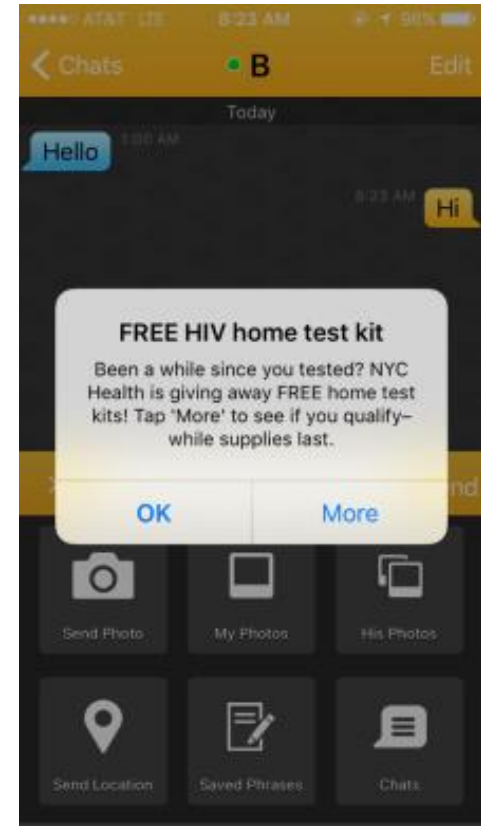 AT&T LTE 8:23 AM 98%
Chats B Edit
Today
Hello 1:00 AM
8:23 AM Hi
FREE HIV home test kit
Been a while since you tested? NYC
Health is giving away FREE home test
kits! Tap 'More' to see if you qualify–
while supplies last.
OK More
Send Photo My Photos His Photos
Send Location Saved Phrases Chats